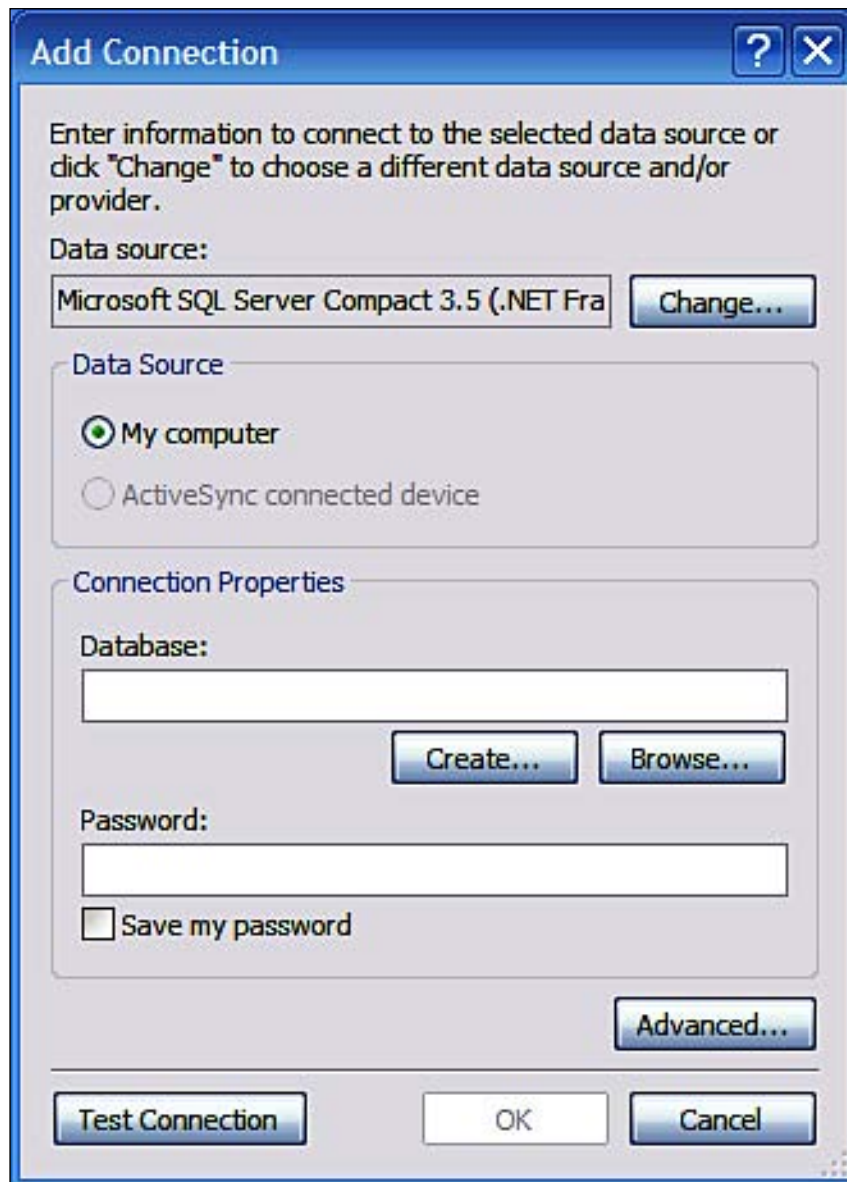 Add Connection
?
Enter information to connect to the selected data source or
click "Change" to choose a different data source and/or
provider.
Data source:
Microsoft SQL Server Compact 3.5 (.NET Fra
Change...
Data Source
My computer
ActiveSync connected device
Connection Properties
Database:
Create...
Browse...
Password:
Save my password
Advanced...
Test Connection
OK
Cancel